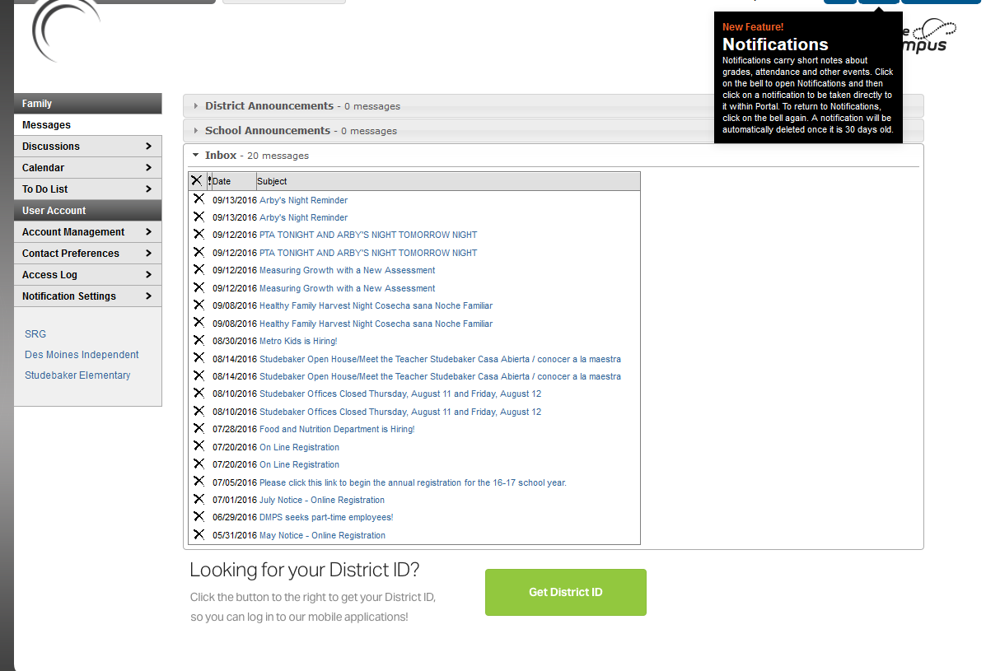 New Feature!
Notifications
Notifications carry short notes about
grades, attendance and other events. Click
on the bell to open Notifications and then
click on a notification to be taken directly to
it within Portal. To return to Notifications,
click on the bell again. A notification will be
automatically deleted once it is 30 days old.
Family
Messages
Discussions
Calendar
To Do List
User Account
Account Management
Contact Preferences
Access Log
Notification Settings
SRG
Des Moines Independent
Studebaker Elementary
District Announcements - 0 messages
School Announcements - 0 messages
Inbox - 20 messages
! Date Subject
09/13/2016 Arby's Night Reminder
09/13/2016 Arby's Night Reminder
09/12/2016 PTA TONIGHT AND ARBY'S NIGHT TOMORROW NIGHT
09/12/2016 PTA TONIGHT AND ARBY'S NIGHT TOMORROW NIGHT
09/12/2016 Measuring Growth with a New Assessment
09/12/2016 Measuring Growth with a New Assessment
09/08/2016 Healthy Family Harvest Night Cosecha sana Noche Familiar
09/08/2016 Healthy Family Harvest Night Cosecha sana Noche Familiar
08/30/2016 Metro Kids is Hiring!
08/14/2016 Studebaker Open House/Meet the Teacher Studebaker Casa Abierta / conocer a la maestra
08/14/2016 Studebaker Open House/Meet the Teacher Studebaker Casa Abierta / conocer a la maestra
08/10/2016 Studebaker Offices Closed Thursday, August 11 and Friday, August 12
08/10/2016 Studebaker Offices Closed Thursday, August 11 and Friday, August 12
07/28/2016 Food and Nutrition Department is Hiring!
07/20/2016 On Line Registration
07/20/2016 On Line Registration
07/05/2016 Please click this link to begin the annual registration for the 16-17 school year.
07/01/2016 July Notice - Online Registration
06/29/2016 DMPS seeks part-time employees!
05/31/2016 May Notice - Online Registration
Looking for your District ID?
Click the button to the right to get your District ID,
so you can log in to our mobile applications!
Get District ID